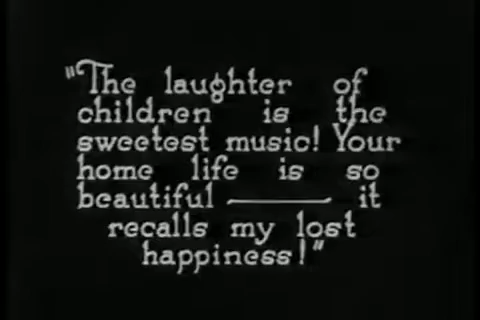 "The laughter of
children is the
sweetest music! Your
home life is so
beautiful ——— it
recalls my lost
happiness!"